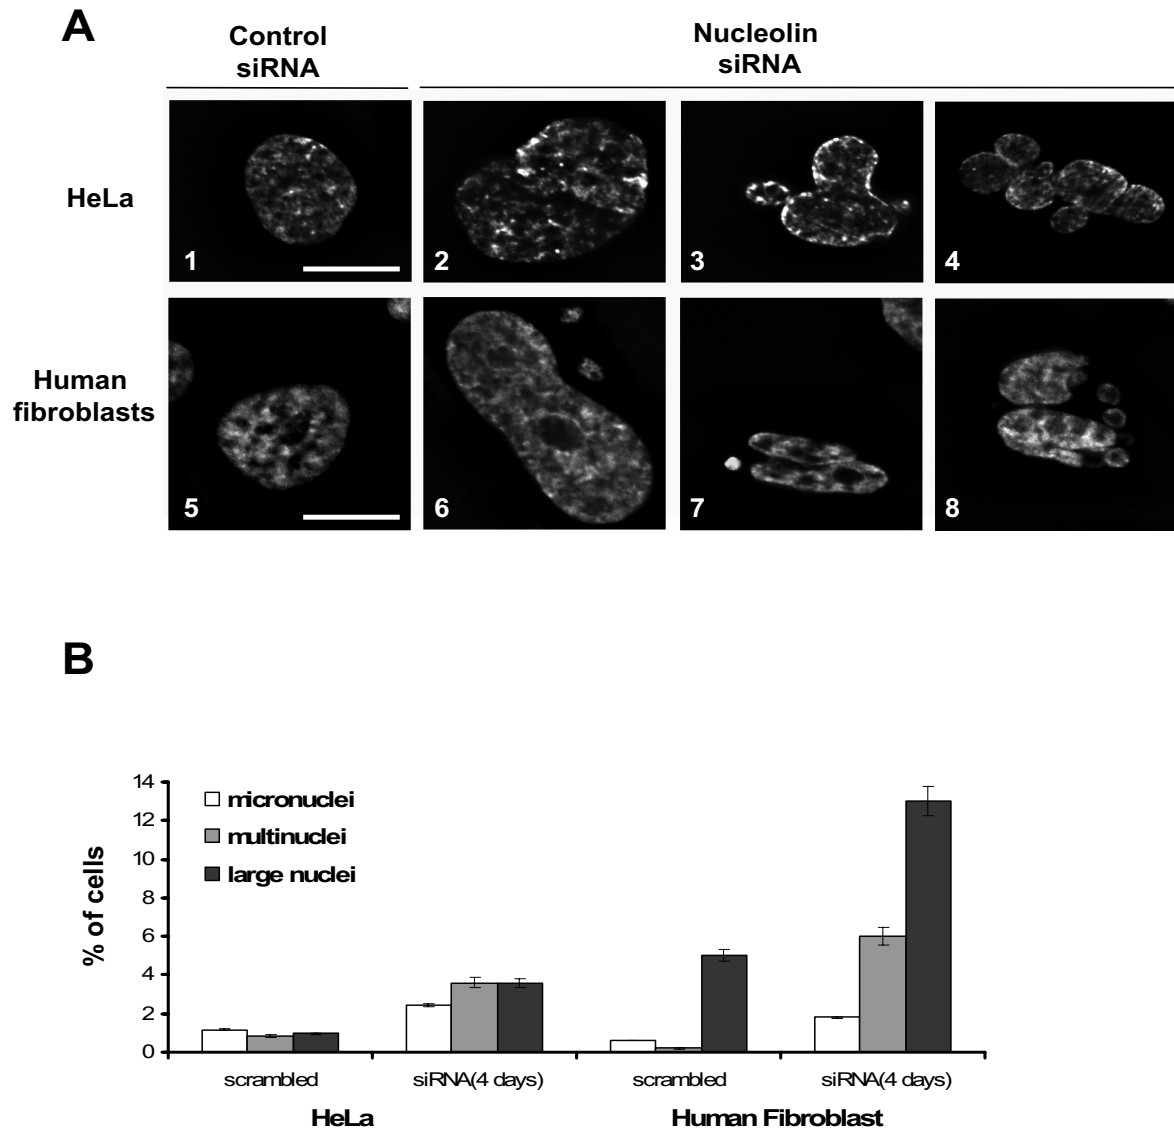 A
Control
siRNA
Nucleolin
siRNA
HeLa
1
2
3
4
Human
fibroblasts
5
6
7
8
B
14
12
10
8
6
4
2
0
% of cells
micronuclei
multinuclei
large nuclei
scrambled
siRNA(4 days)
scrambled
siRNA(4 days)
HeLa
Human Fibroblast